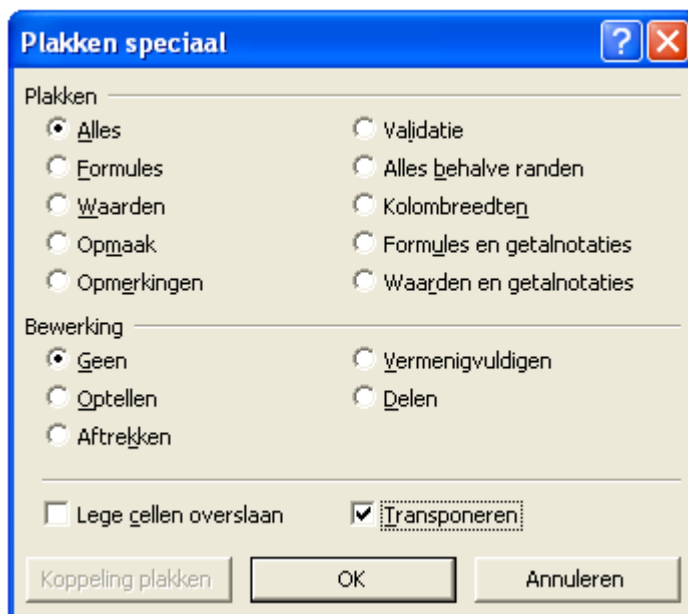 Plakken speciaal
Plakken
Alles
Validatie
Formules
Alles behalve randen
Waarden
Kolombreedten
Opmaak
Formules en getalnotaties
Opmerkingen
Waarden en getalnotaties
Bewerking
Geen
Vermenigvuldigen
Optellen
Delen
Aftrekken
Lege cellen overslaan
Transponeren
Koppeling plakken
OK
Annuleren